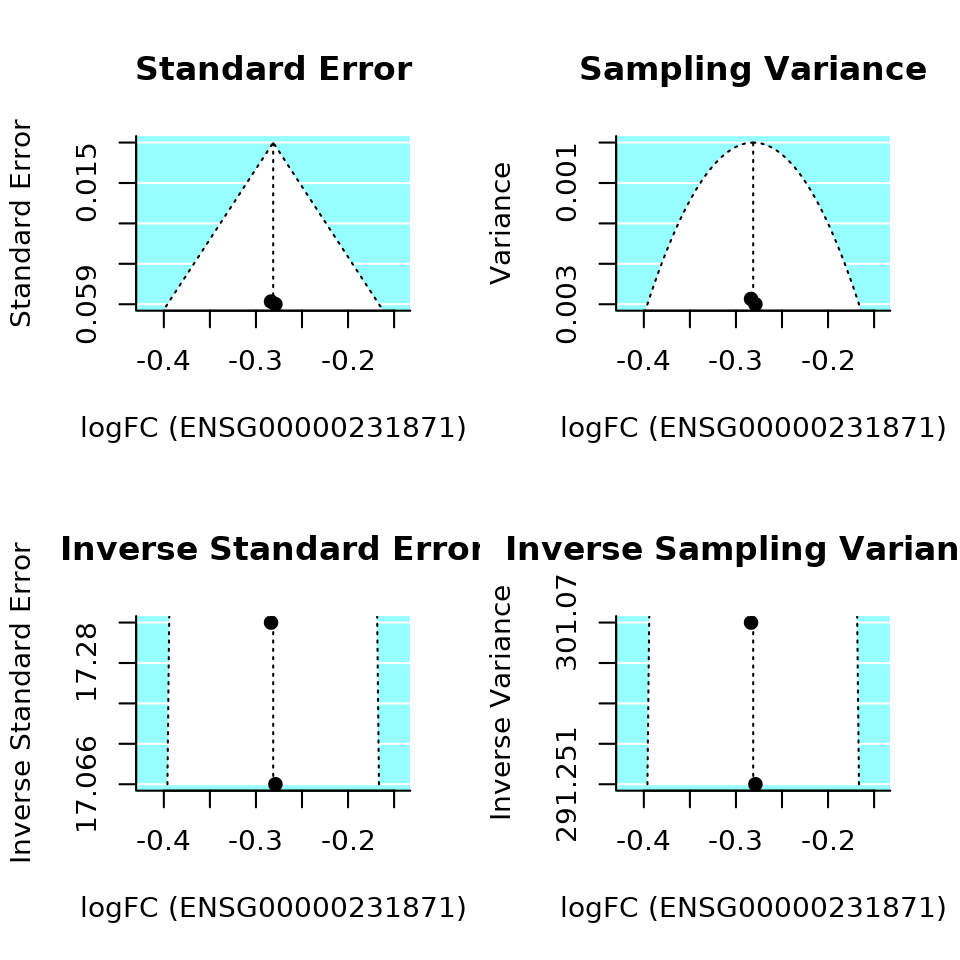 Standard Error
Standard Error
0.015
0.059
-0.4 -0.3 -0.2
logFC (ENSG00000231871)
Sampling Variance
Variance
0.001
0.003
-0.4 -0.3 -0.2
logFC (ENSG00000231871)
Inverse Standard Error
Inverse Standard Error
17.28
17.066
-0.4 -0.3 -0.2
logFC (ENSG00000231871)
Inverse Sampling Varian
Inverse Variance
301.07
291.251
-0.4 -0.3 -0.2
logFC (ENSG00000231871)